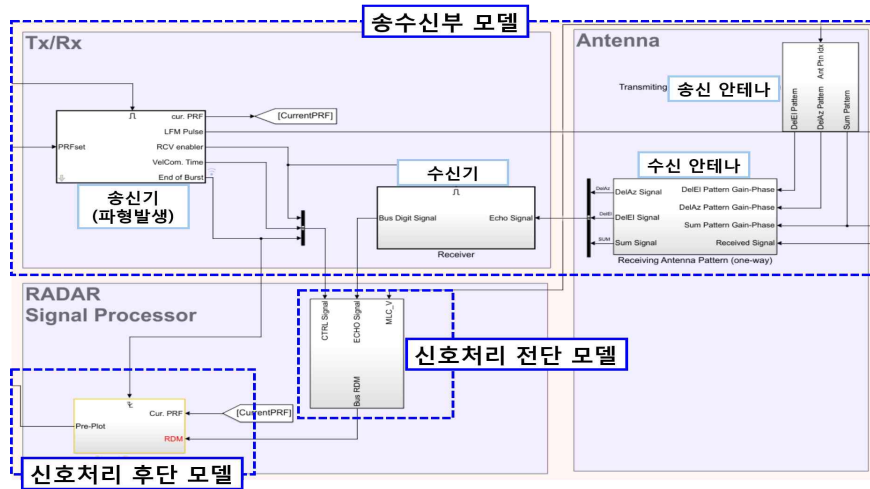 송수신부 모델
Tx/Rx
Antenna
PRFset
cur. PRF
LFM Pulse
RCV enabler
VelCom. Time
End of Burst
[CurrentPRF]
송신기
(파형발생)
수신기
Bus Digit Signal
Echo Signal
Receiver
Transmiting
송신 안테나
Ant Ptn Idx
DelEl Pattern
DelAz Pattern
Sum Pattern
수신 안테나
DelAz
DelEl
SUM
DelAz Signal
DelEl Signal
Sum Signal
DelEl Pattern Gain-Phase
DelAz Pattern Gain-Phase
Sum Pattern Gain-Phase
Received Signal
Receiving Antenna Pattern (one-way)
RADAR
Signal Processor
CTRL Signal
ECHO Signal
MLC_V
Bus RDM
신호처리 전단 모델
Pre-Plot
Cur. PRF
RDM
[CurrentPRF]
신호처리 후단 모델